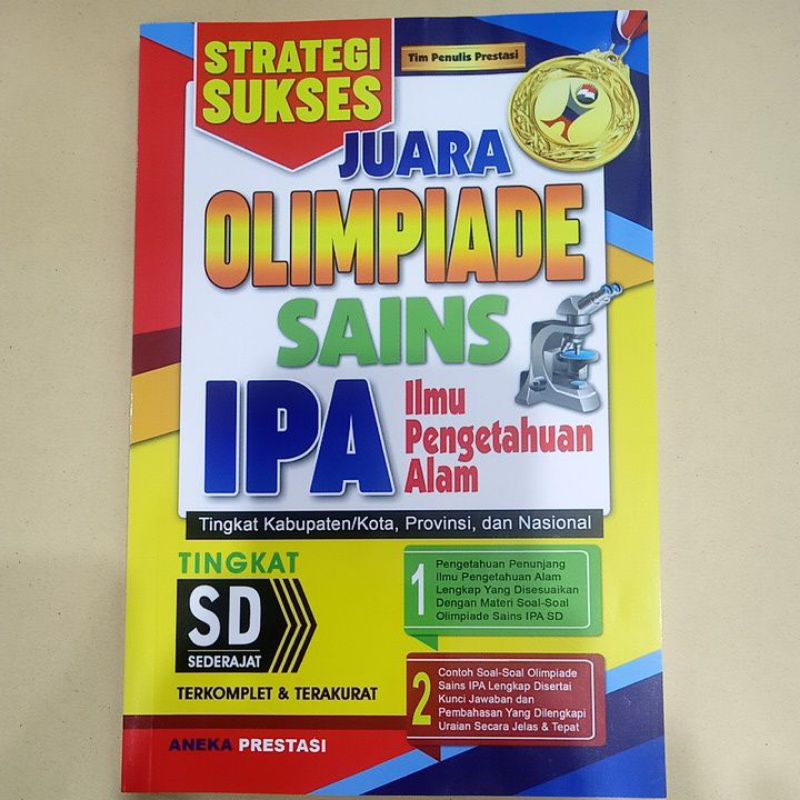 STRATEGI
SUKSES
Tim Penulis Prestasi
JUARA
OLIMPIADE
SAINS
IPA
Ilmu
Pengetahuan
Alam
Tingkat Kabupaten/Kota, Provinsi, dan Nasional
TINGKAT
SD
SEDERAJAT
TERKOMPLET & TERAKURAT
1
Pengetahuan Penunjang
Ilmu Pengetahuan Alam
Lengkap Yang Disesuaikan
Dengan Materi Soal-Soal
Olimpiade Sains IPA SD
2
Contoh Soal-Soal Olimpiade
Sains IPA Lengkap Disertai
Kunci Jawaban dan
Pembahasan Yang Dilengkapi
Uraian Secara Jelas & Tepat
ANEKA PRESTASI